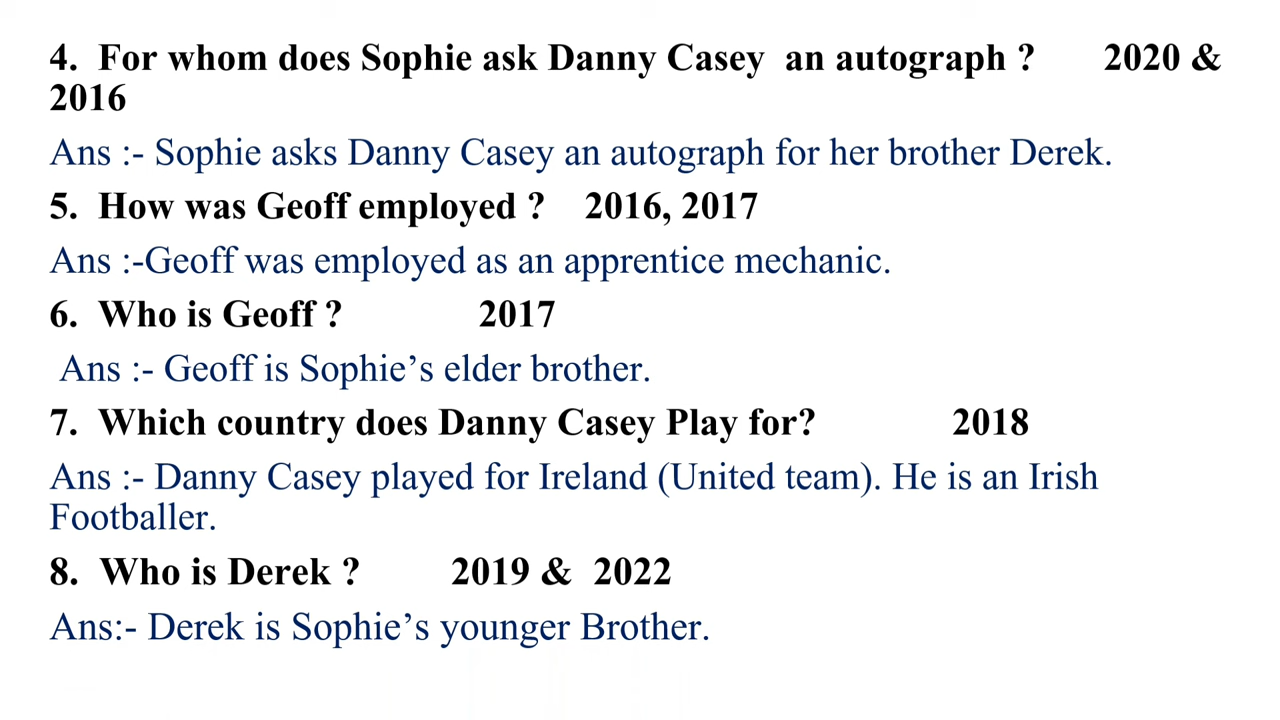 4. For whom does Sophie ask Danny Casey an autograph ? 2020 &
2016
Ans :- Sophie asks Danny Casey an autograph for her brother Derek.
5. How was Geoff employed ? 2016, 2017
Ans :-Geoff was employed as an apprentice mechanic.
6. Who is Geoff ? 2017
Ans :- Geoff is Sophie’s elder brother.
7. Which country does Danny Casey Play for? 2018
Ans :- Danny Casey played for Ireland (United team). He is an Irish
Footballer.
8. Who is Derek ? 2019 & 2022
Ans:- Derek is Sophie’s younger Brother.